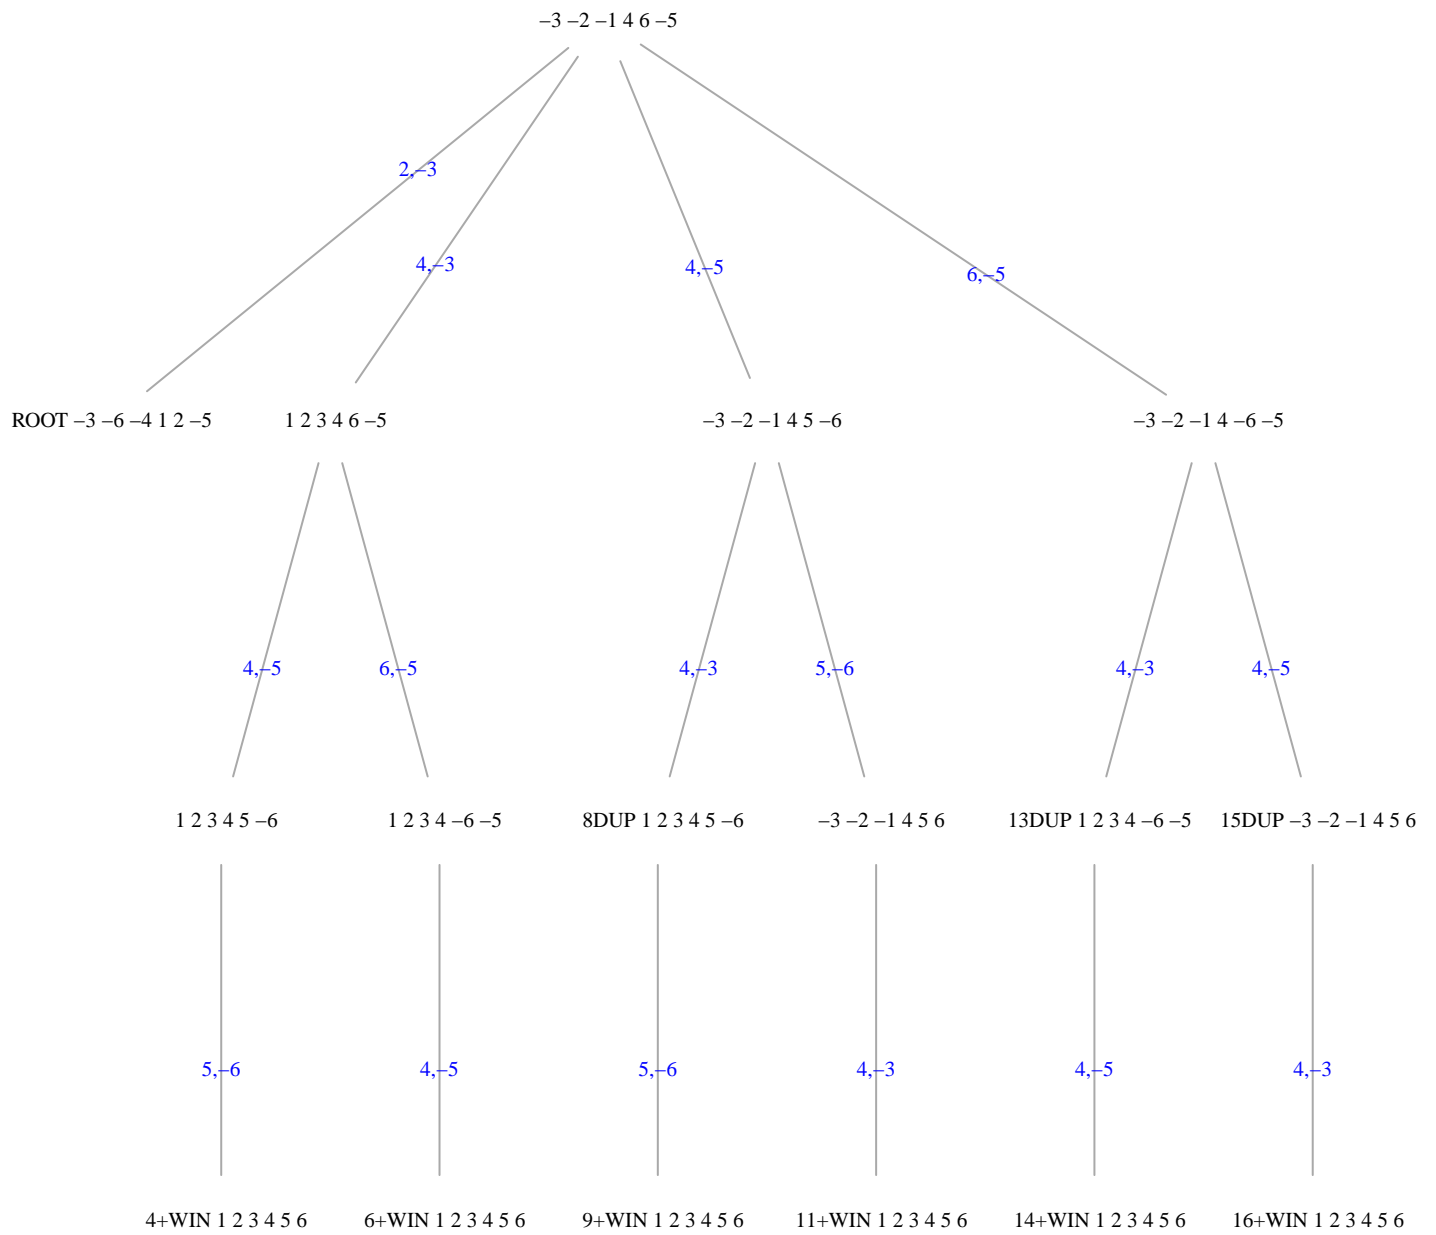 −3 −2 −1 4 6 −5
2,−3
4,−3
4,−5
6,−5
ROOT −3 −6 −4 1 2 −5
1 2 3 4 6 −5
−3 −2 −1 4 5 −6
−3 −2 −1 4 −6 −5
4,−5
6,−5
4,−3
5,−6
4,−3
4,−5
1 2 3 4 5 −6
1 2 3 4 −6 −5
8DUP 1 2 3 4 5 −6
−3 −2 −1 4 5 6
13DUP 1 2 3 4 −6 −5
15DUP −3 −2 −1 4 5 6
5,−6
4,−5
5,−6
4,−3
4,−5
4,−3
4+WIN 1 2 3 4 5 6
6+WIN 1 2 3 4 5 6
9+WIN 1 2 3 4 5 6
11+WIN 1 2 3 4 5 6
14+WIN 1 2 3 4 5 6
16+WIN 1 2 3 4 5 6